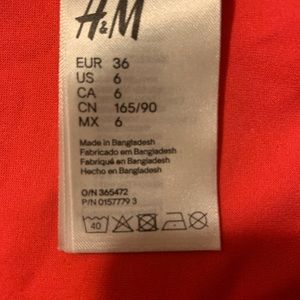 H&M
EUR 36
US 6
CA 6
CN 165/90
MX 6
Made in Bangladesh
Fabricado em Bangladesh
Fabriqué en Bangladesh
Hecho en Bangladesh
O/N 365472
P/N 0157779 3
40